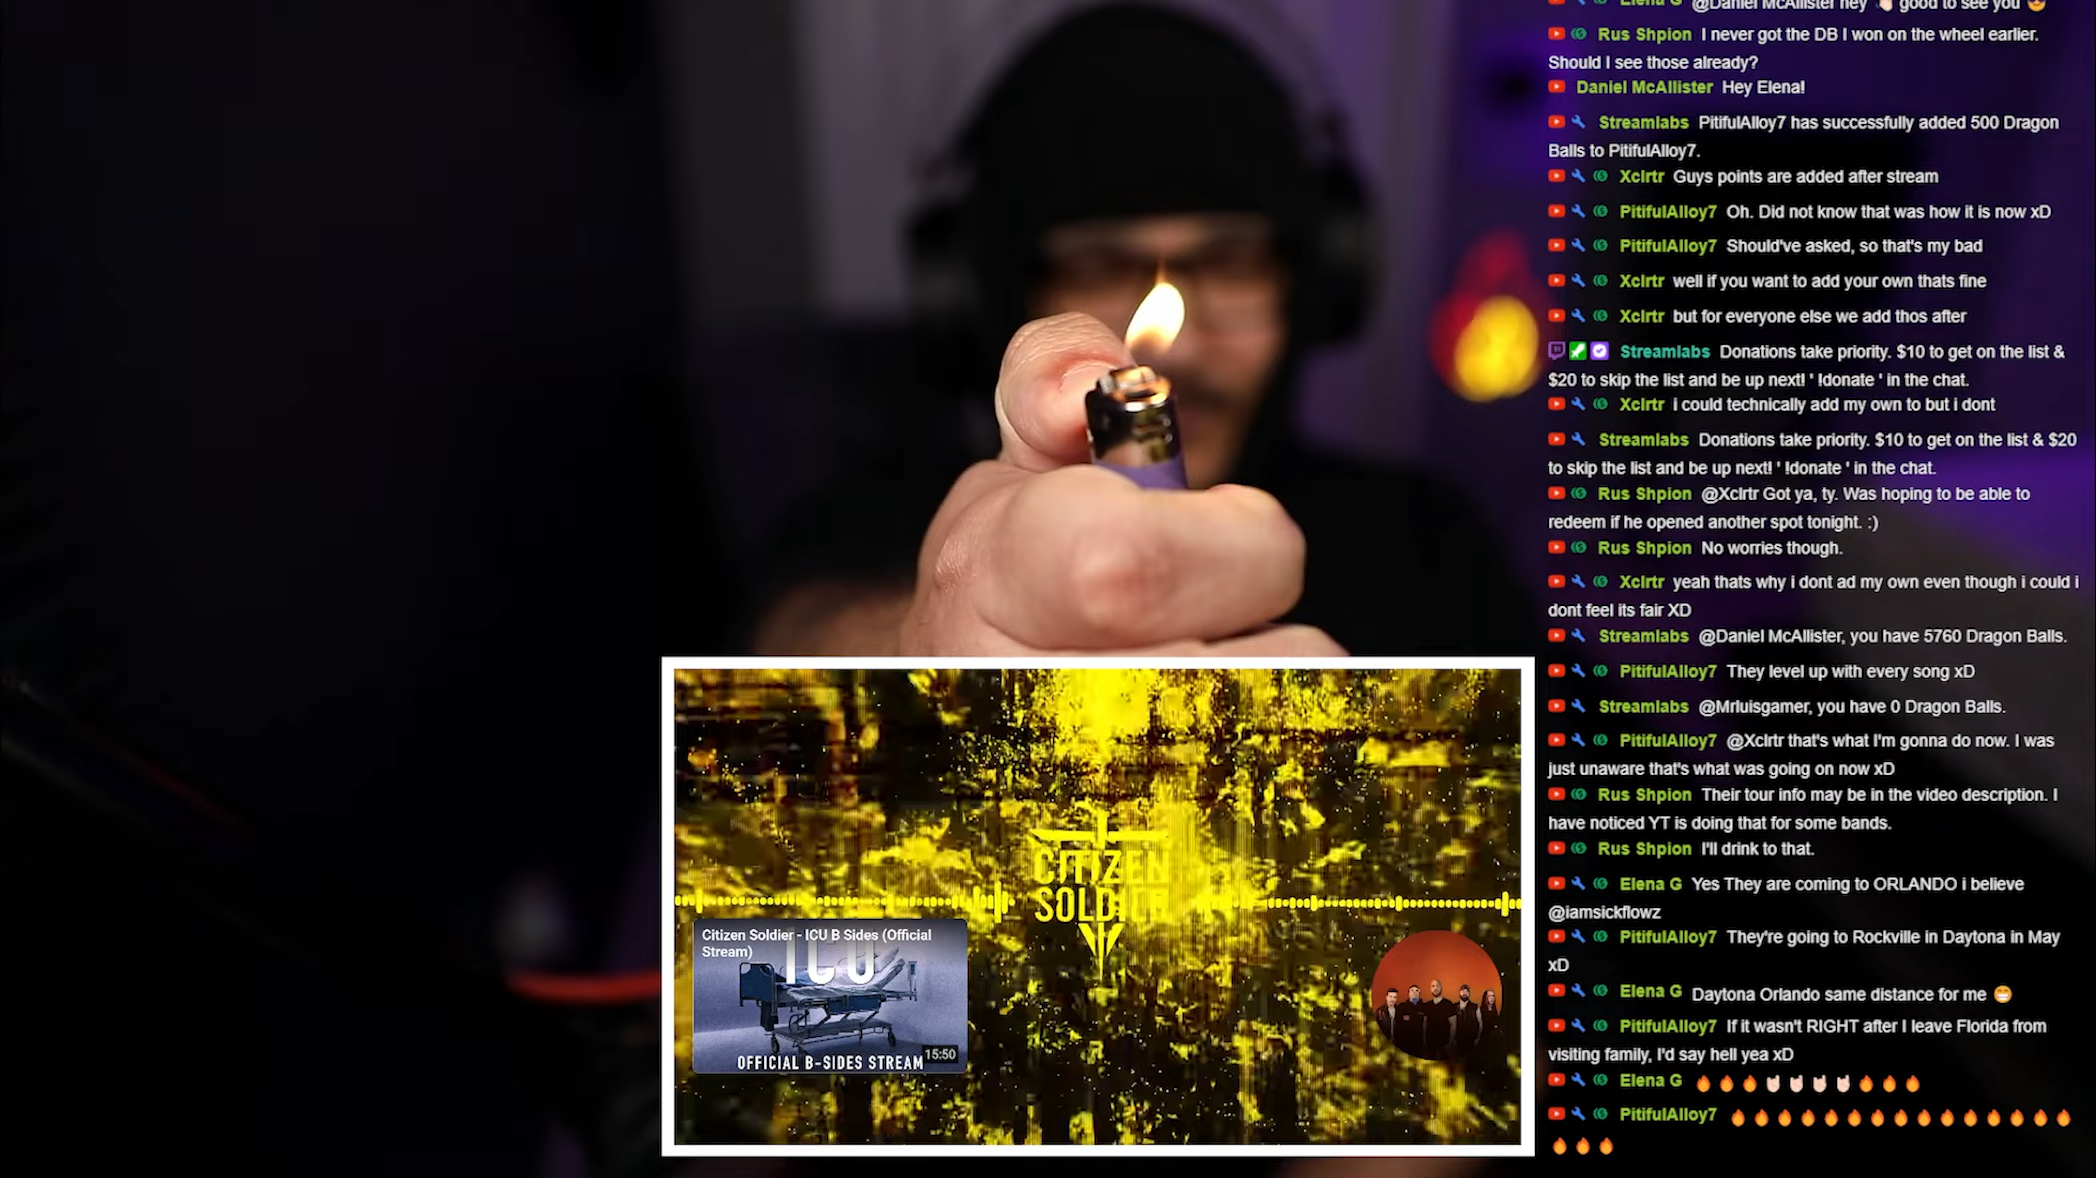 Elena G @Daniel McAllister hey 👋🏻 good to see you 😎
Rus Shpion I never got the DB I won on the wheel earlier.
Should I see those already?
Daniel McAllister Hey Elena!
Streamlabs PitifulAlloy7 has successfully added 500 Dragon
Balls to PitifulAlloy7.
Xclrtr Guys points are added after stream
PitifulAlloy7 Oh. Did not know that was how it is now xD
PitifulAlloy7 Should've asked, so that's my bad
Xclrtr well if you want to add your own thats fine
Xclrtr but for everyone else we add thos after
Streamlabs Donations take priority. $10 to get on the list &
$20 to skip the list and be up next! ' !donate ' in the chat.
Xclrtr i could technically add my own to but i dont
Streamlabs Donations take priority. $10 to get on the list & $20
to skip the list and be up next! ' !donate ' in the chat.
Rus Shpion @Xclrtr Got ya, ty. Was hoping to be able to
redeem if he opened another spot tonight. :)
Rus Shpion No worries though.
Xclrtr yeah thats why i dont ad my own even though i could i
dont feel its fair XD
Streamlabs @Daniel McAllister, you have 5760 Dragon Balls.
PitifulAlloy7 They level up with every song xD
Streamlabs @Mrluisgamer, you have 0 Dragon Balls.
PitifulAlloy7 @Xclrtr that's what I'm gonna do now. I was
just unaware that's what was going on now xD
Rus Shpion Their tour info may be in the video description. I
have noticed YT is doing that for some bands.
Rus Shpion I'll drink to that.
Elena G Yes They are coming to ORLANDO i believe
@iamsickflowz
PitifulAlloy7 They're going to Rockville in Daytona in May
xD
Elena G Daytona Orlando same distance for me 😁
PitifulAlloy7 If it wasn't RIGHT after I leave Florida from
visiting family, I'd say hell yea xD
Elena G 🔥🔥🔥🤘🏻🤘🏻🤘🏻🤘🏻🔥🔥🔥
PitifulAlloy7 🔥🔥🔥🔥🔥🔥🔥🔥🔥🔥🔥🔥🔥🔥🔥
🔥🔥🔥
CITIZEN
SOLDIER
Citizen Soldier - ICU B Sides (Official
Stream)
ICU
15:50
OFFICIAL B-SIDES STREAM